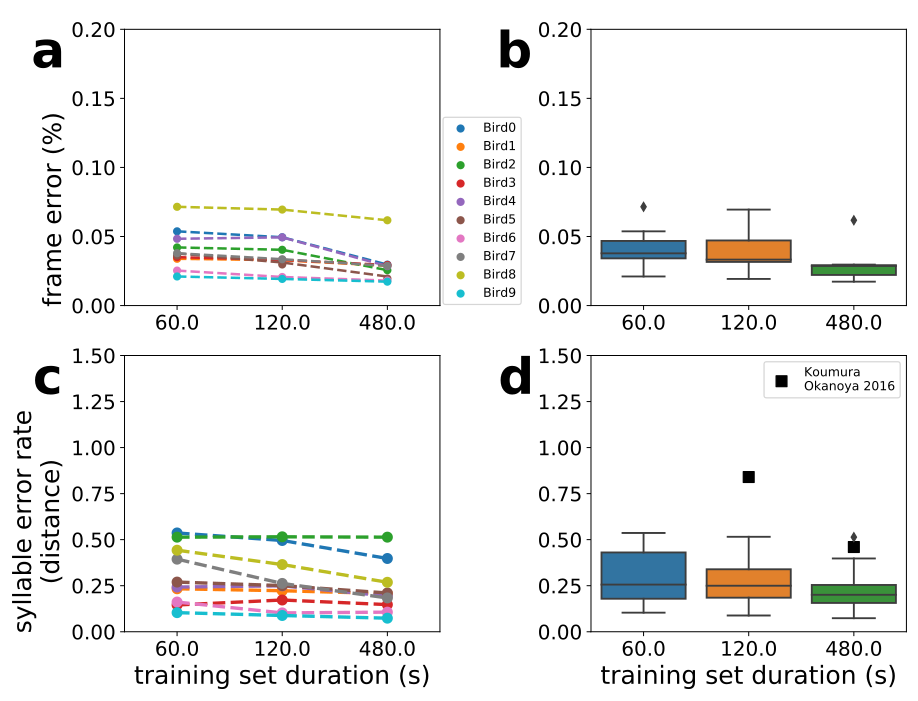 a
0.20
0.15
0.10
0.05
0.00
frame error (%)
60.0 120.0 480.0
Bird0
Bird1
Bird2
Bird3
Bird4
Bird5
Bird6
Bird7
Bird8
Bird9
b
0.20
0.15
0.10
0.05
0.00
60.0 120.0 480.0
c
1.50
1.25
1.00
0.75
0.50
0.25
0.00
syllable error rate
(distance)
60.0 120.0 480.0
training set duration (s)
d
1.50
1.25
1.00
0.75
0.50
0.25
0.00
Koumura
Okanoya 2016
60.0 120.0 480.0
training set duration (s)